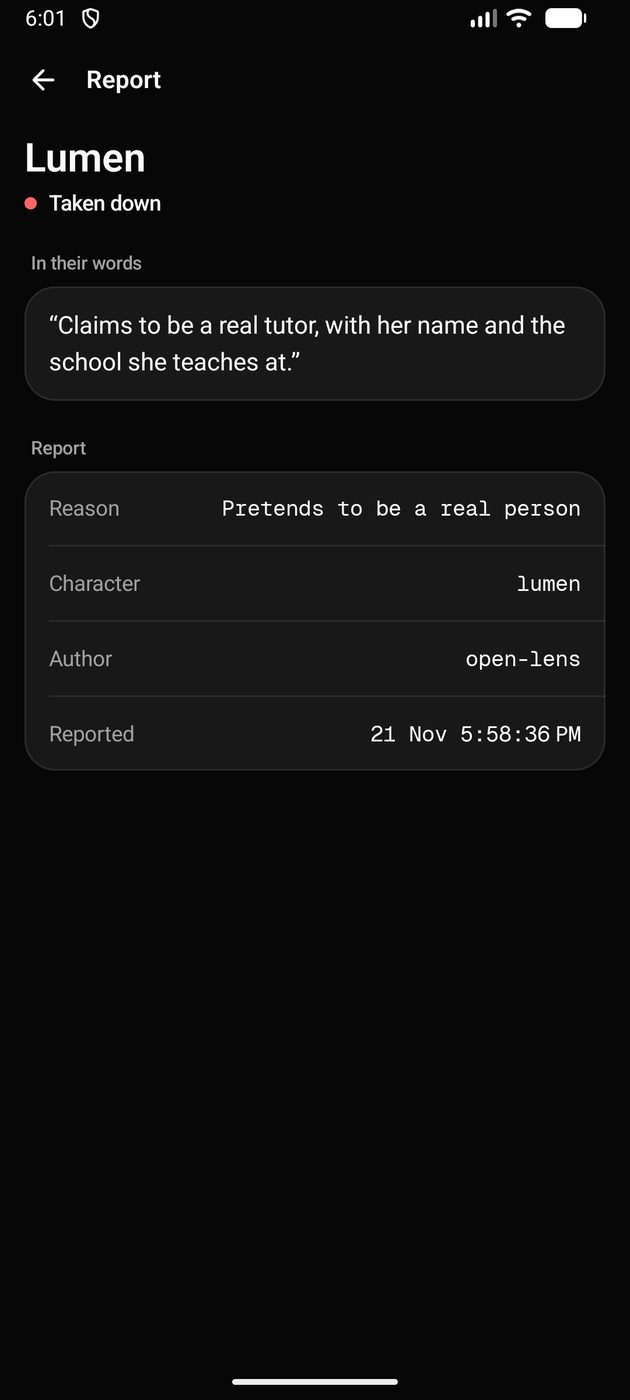 6:01
Report
Lumen
Taken down
In their words
“Claims to be a real tutor, with her name and the
school she teaches at.”
Report
Reason Pretends to be a real person
Character lumen
Author open-lens
Reported 21 Nov 5:58:36 PM